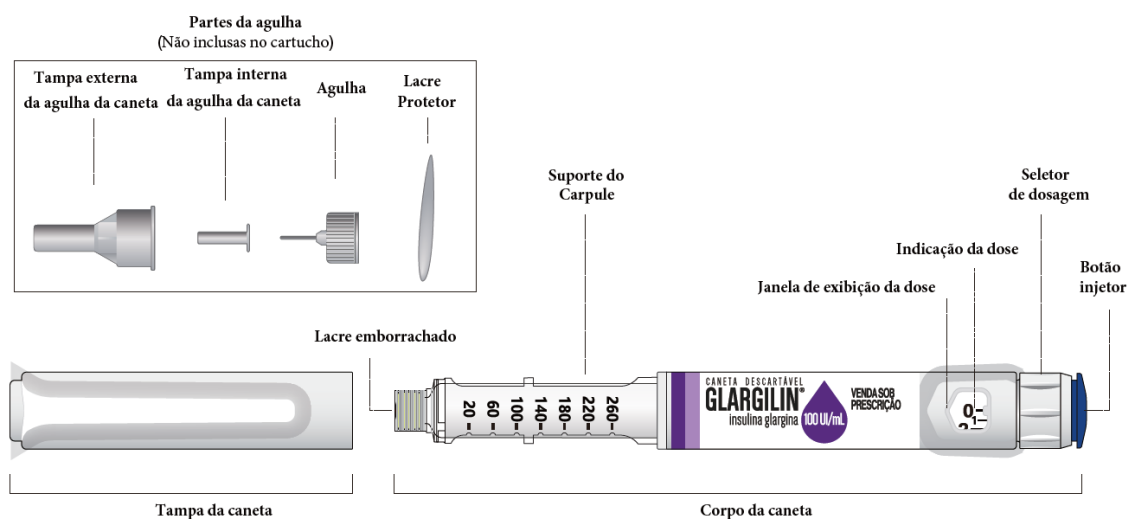 Partes da agulha
(Não inclusas no cartucho)
Tampa externa
da agulha da caneta
Tampa interna
da agulha da caneta
Agulha
Lacre
Protetor
Suporte do
Carpule
Seletor
de dosagem
Indicação da dose
Janela de exibição da dose
Botão
injetor
Lacre emborrachado
20
60
100
140
180
220
260
CANETA DESCARTÁVEL
GLARGILIN®
insulina glargina
100 UI/mL
VENDA SOB
PRESCRIÇÃO
0
1
Tampa da caneta
Corpo da caneta